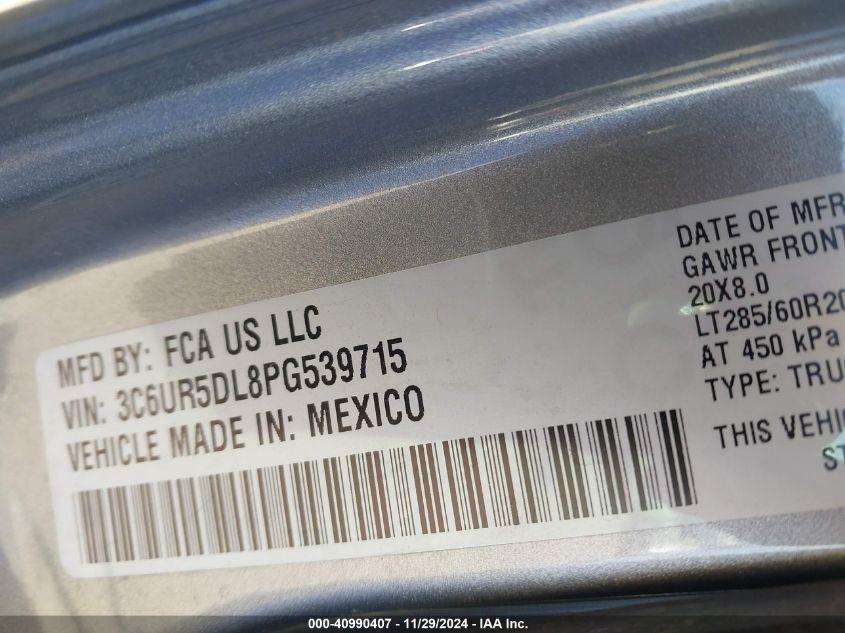 MFD BY: FCA US LLC
VIN: 3C6UR5DL8PG539715
VEHICLE MADE IN: MEXICO
DATE OF MFR
GAWR FRONT
20X8.0
LT285/60R20
AT 450 kPa
TYPE: TRU
THIS VEHIC
ST
000-40990407 - 11/29/2024 - IAA Inc.